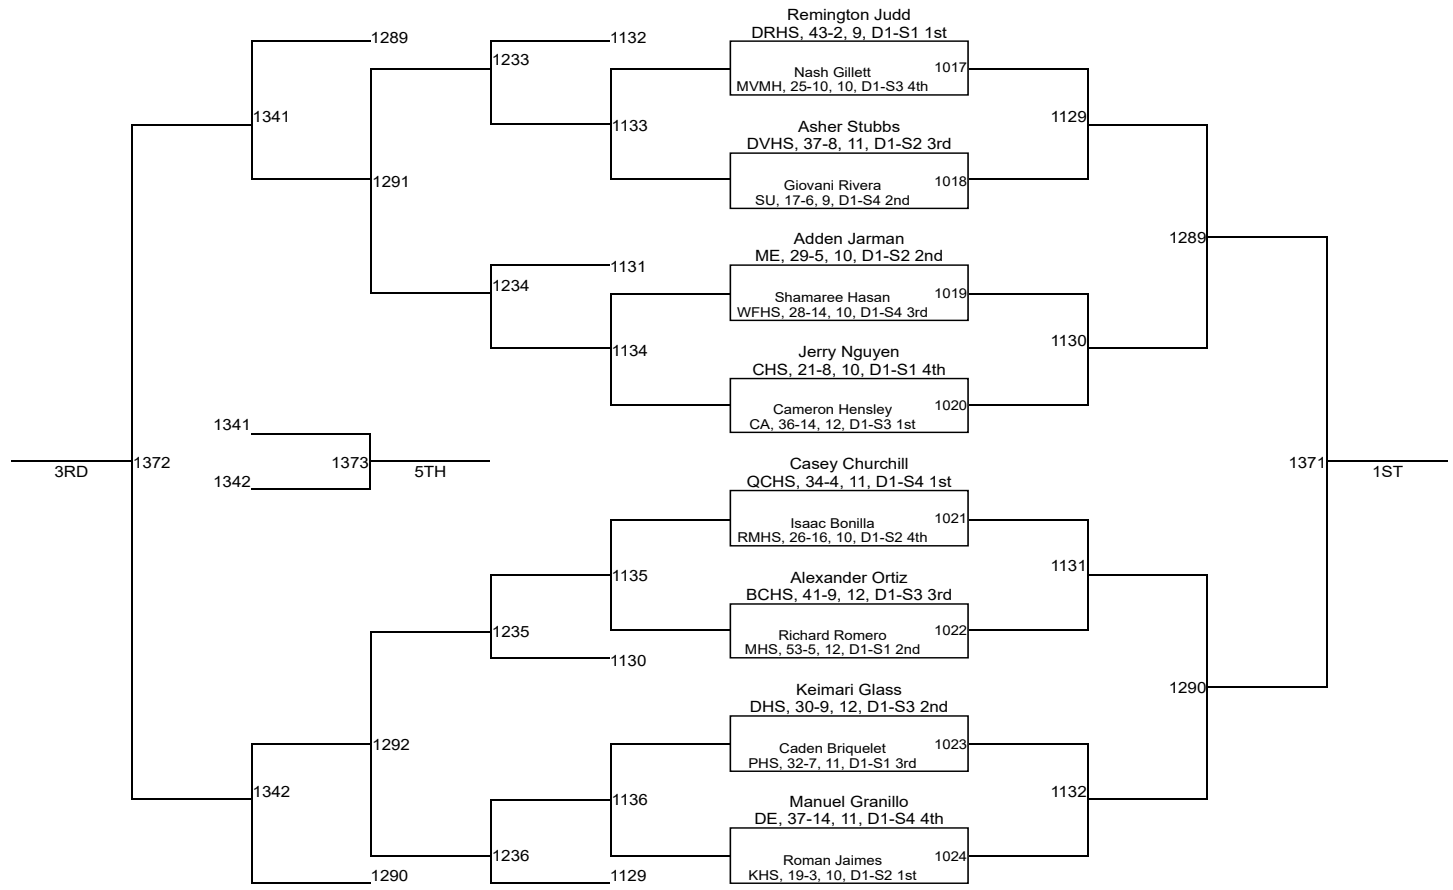 Remington Judd
DRHS, 43-2, 9, D1-S1 1st
1289
1132
1233
Nash Gillett
1017
MVMH, 25-10, 10, D1-S3 4th
1341
1133
1129
Asher Stubbs
DVHS, 37-8, 11, D1-S2 3rd
1291
Giovani Rivera
1018
SU, 17-6, 9, D1-S4 2nd
Adden Jarman
1289
ME, 29-5, 10, D1-S2 2nd
1131
1234
Shamaree Hasan
1019
WFHS, 28-14, 10, D1-S4 3rd
1134
1130
Jerry Nguyen
CHS, 21-8, 10, D1-S1 4th
Cameron Hensley
1020
CA, 36-14, 12, D1-S3 1st
1341
3RD
1372
1373
5TH
1342
Casey Churchill
QCHS, 34-4, 11, D1-S4 1st
1371
1ST
Isaac Bonilla
1021
RMHS, 26-16, 10, D1-S2 4th
1135
1131
Alexander Ortiz
BCHS, 41-9, 12, D1-S3 3rd
1235
Richard Romero
1022
MHS, 53-5, 12, D1-S1 2nd
1130
Keimari Glass
1290
DHS, 30-9, 12, D1-S3 2nd
1292
Caden Briquelet
1023
PHS, 32-7, 11, D1-S1 3rd
1342
1136
1132
Manuel Granillo
DE, 37-14, 11, D1-S4 4th
1236
Roman Jaimes
1024
KHS, 19-3, 10, D1-S2 1st
1290
1129